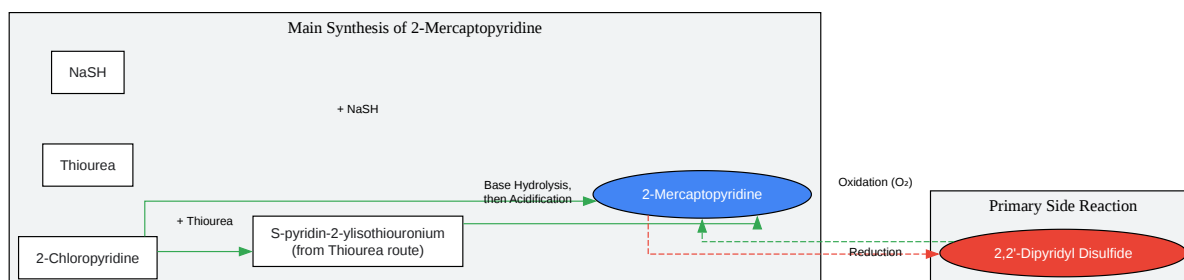 Main Synthesis of 2-Mercaptopyridine
NaSH
+ NaSH
Thiourea
Base Hydrolysis,
then Acidification
2-Mercaptopyridine
Oxidation (O₂)
+ Thiourea
2-Chloropyridine
S-pyridin-2-ylisothiouronium
(from Thiourea route)
Primary Side Reaction
Reduction
2,2'-Dipyridyl Disulfide